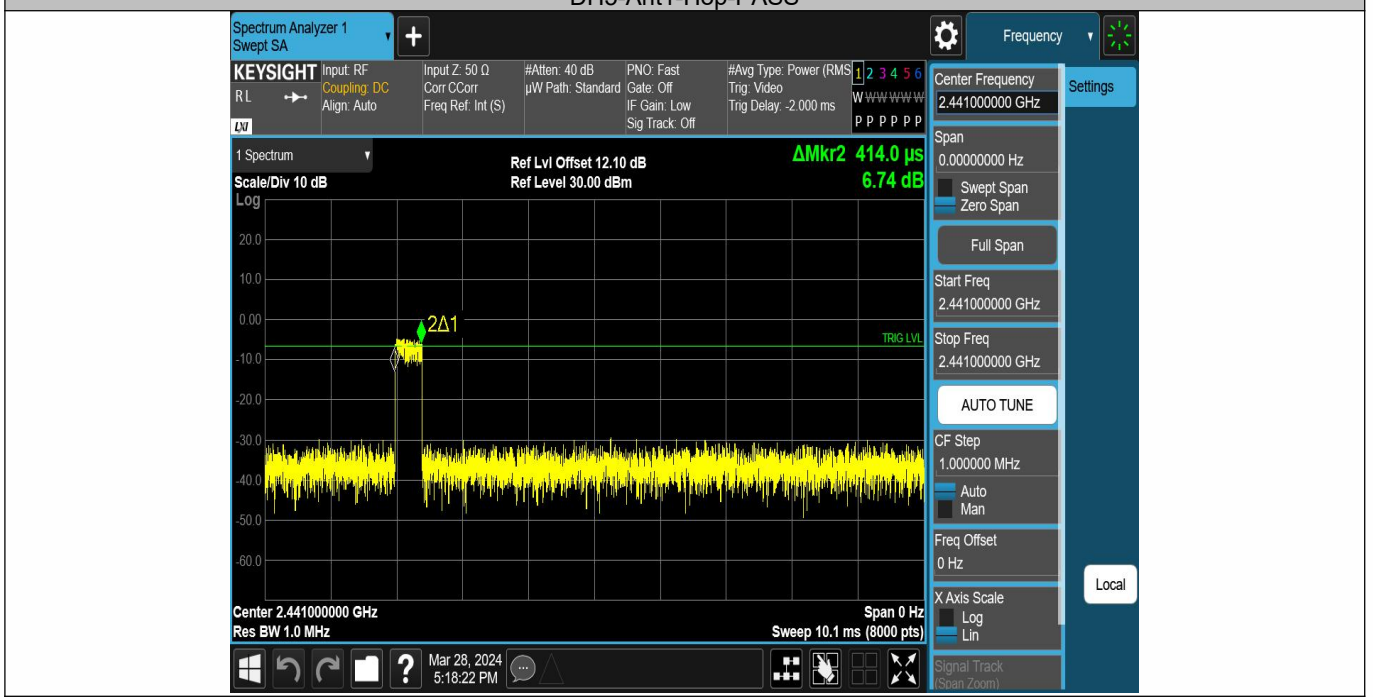 Spectrum Analyzer 1
Swept SA
Frequency
KEYSIGHT
RL
LXI
Input: RF
Coupling: DC
Align: Auto
Input Z: 50 Ω
Corr CCorr
Freq Ref: Int (S)
#Atten: 40 dB
µW Path: Standard
PNO: Fast
Gate: Off
IF Gain: Low
Sig Track: Off
#Avg Type: Power (RMS
Trig: Video
Trig Delay: -2.000 ms
1 2 3 4 5 6
W W W W W W
P P P P P P
1 Spectrum
Scale/Div 10 dB
Log
Ref Lvl Offset 12.10 dB
Ref Level 30.00 dBm
ΔMkr2 414.0 µs
6.74 dB
20.0
10.0
0.00
-10.0
-20.0
-30.0
-40.0
-50.0
-60.0
2Δ1
TRIG LVL
Center 2.441000000 GHz
Res BW 1.0 MHz
Span 0 Hz
Sweep 10.1 ms (8000 pts)
Mar 28, 2024
5:18:22 PM
Center Frequency
2.441000000 GHz
Settings
Span
0.00000000 Hz
Swept Span
Zero Span
Full Span
Start Freq
2.441000000 GHz
Stop Freq
2.441000000 GHz
AUTO TUNE
CF Step
1.000000 MHz
Auto
Man
Freq Offset
0 Hz
X Axis Scale
Log
Lin
Local
Signal Track
(Span Zoom)